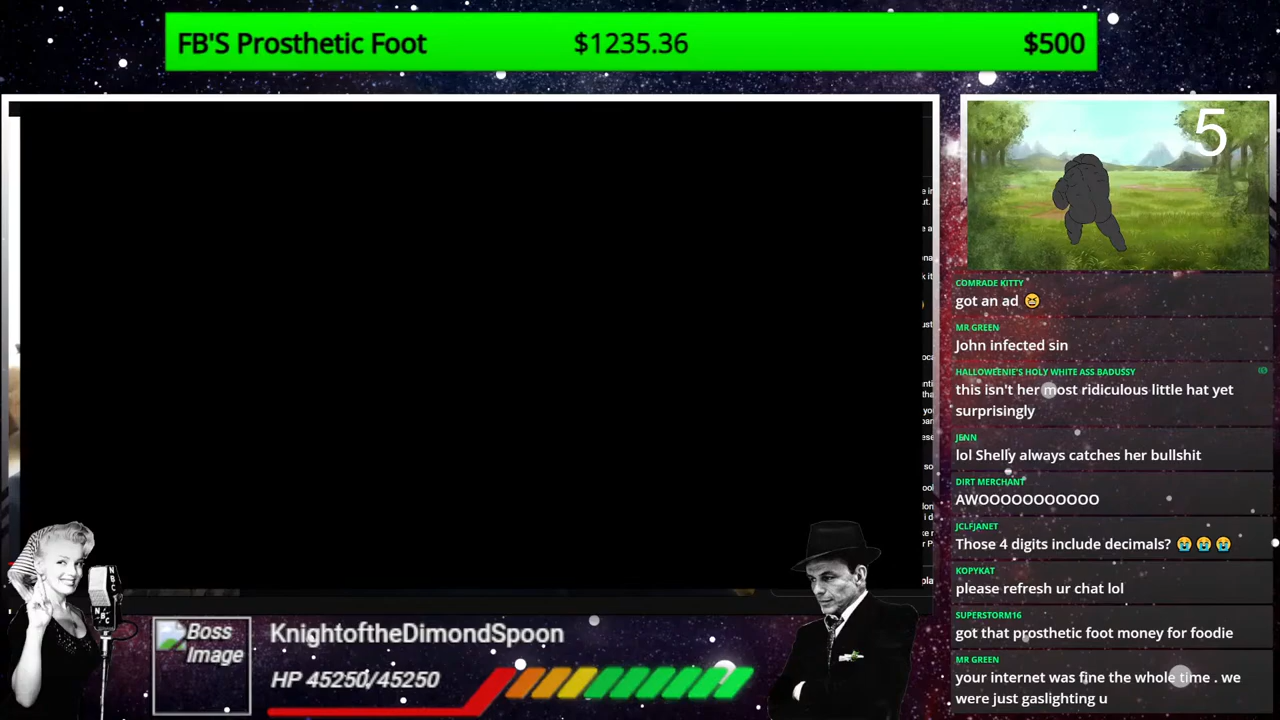 FB'S Prosthetic Foot $1235.36 $500
5
COMRADE KITTY
got an ad 😆
MR GREEN
John infected sin
HALLOWEENIE'S HOLY WHITE ASS BADUSSY
this isn't her most ridiculous little hat yet
surprisingly
JENN
lol Shelly always catches her bullshit
DIRT MERCHANT
AWOOOOOOOOOOO
JCLFJANET
Those 4 digits include decimals? 😭 😭 😭
KOPYKAT
please refresh ur chat lol
SUPERSTORM16
got that prosthetic foot money for foodie
MR GREEN
your internet was fine the whole time . we
were just gaslighting u
NBC
Boss
Image
KnightoftheDimondSpoon
HP 45250/45250